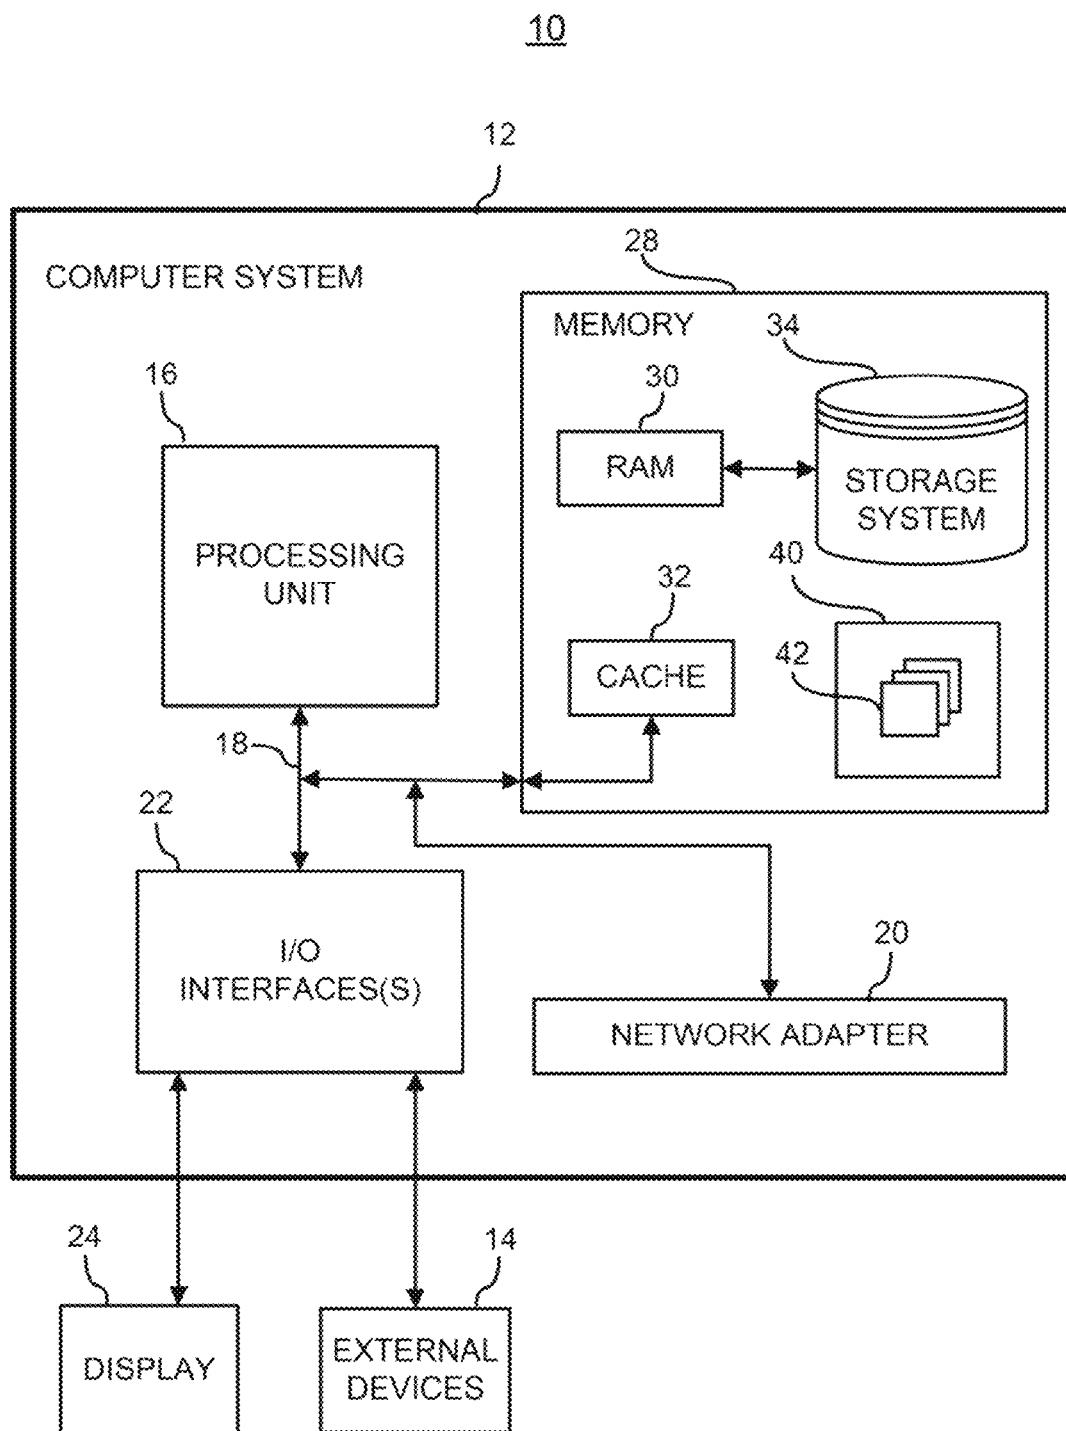 10
12
COMPUTER SYSTEM
28
MEMORY
34
16
30
RAM
STORAGE
SYSTEM
PROCESSING
UNIT
40
32
42
CACHE
18
22
I/O
INTERFACES(S)
20
NETWORK ADAPTER
24
14
DISPLAY
EXTERNAL
DEVICES